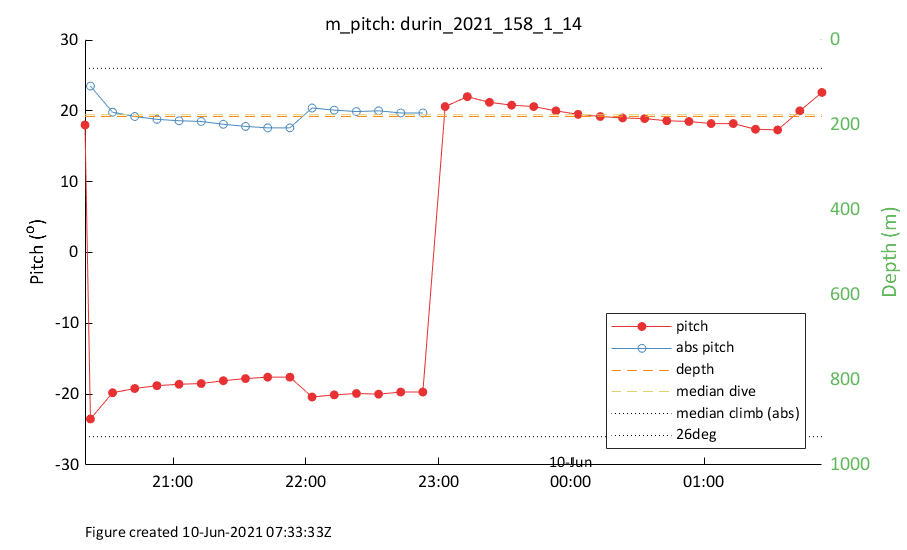 m_pitch: durin_2021_158_1_14
30
20
10
0
-10
-20
-30
Pitch (o)
0
200
400
600
800
1000
Depth (m)
pitch
abs pitch
depth
median dive
median climb (abs)
26deg
10-Jun
21:00 22:00 23:00 00:00 01:00
Figure created 10-Jun-2021 07:33:33Z